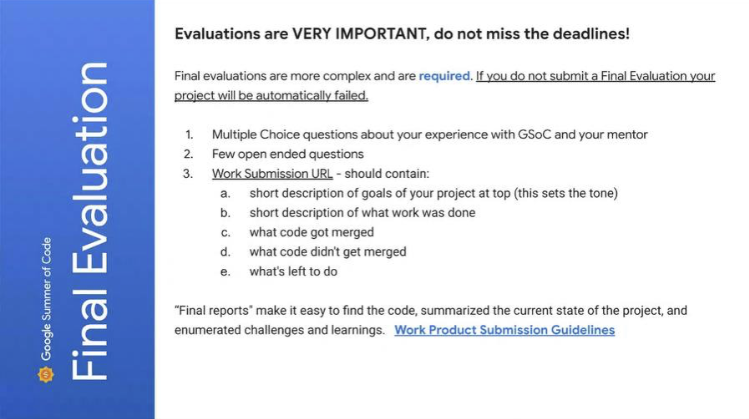 Google Summer of Code
Final Evaluation
Evaluations are VERY IMPORTANT, do not miss the deadlines!
Final evaluations are more complex and are required. If you do not submit a Final Evaluation your
project will be automatically failed.
1. Multiple Choice questions about your experience with GSoC and your mentor
2. Few open ended questions
3. Work Submission URL - should contain:
a. short description of goals of your project at top (this sets the tone)
b. short description of what work was done
c. what code got merged
d. what code didn't get merged
e. what's left to do
"Final reports" make it easy to find the code, summarized the current state of the project, and
enumerated challenges and learnings. Work Product Submission Guidelines